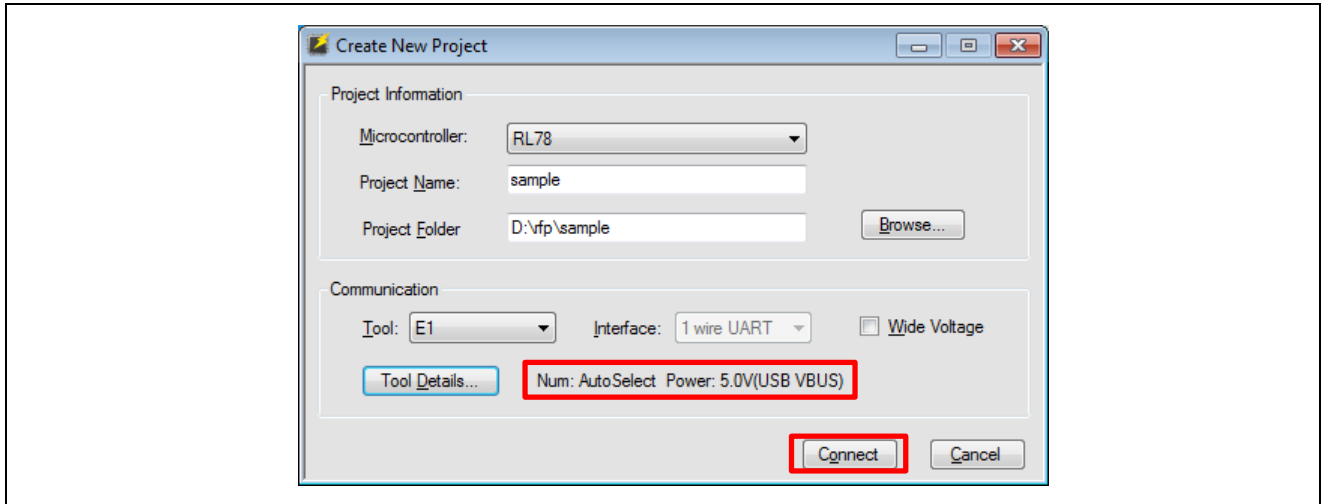 Create New Project
Project Information
Microcontroller: RL78
Project Name: sample
Project Folder D:\rfp\sample Browse...
Communication
Tool: E1 Interface: 1 wire UART Wide Voltage
Tool Details... Num: AutoSelect Power: 5.0V(USB VBUS)
Connect Cancel